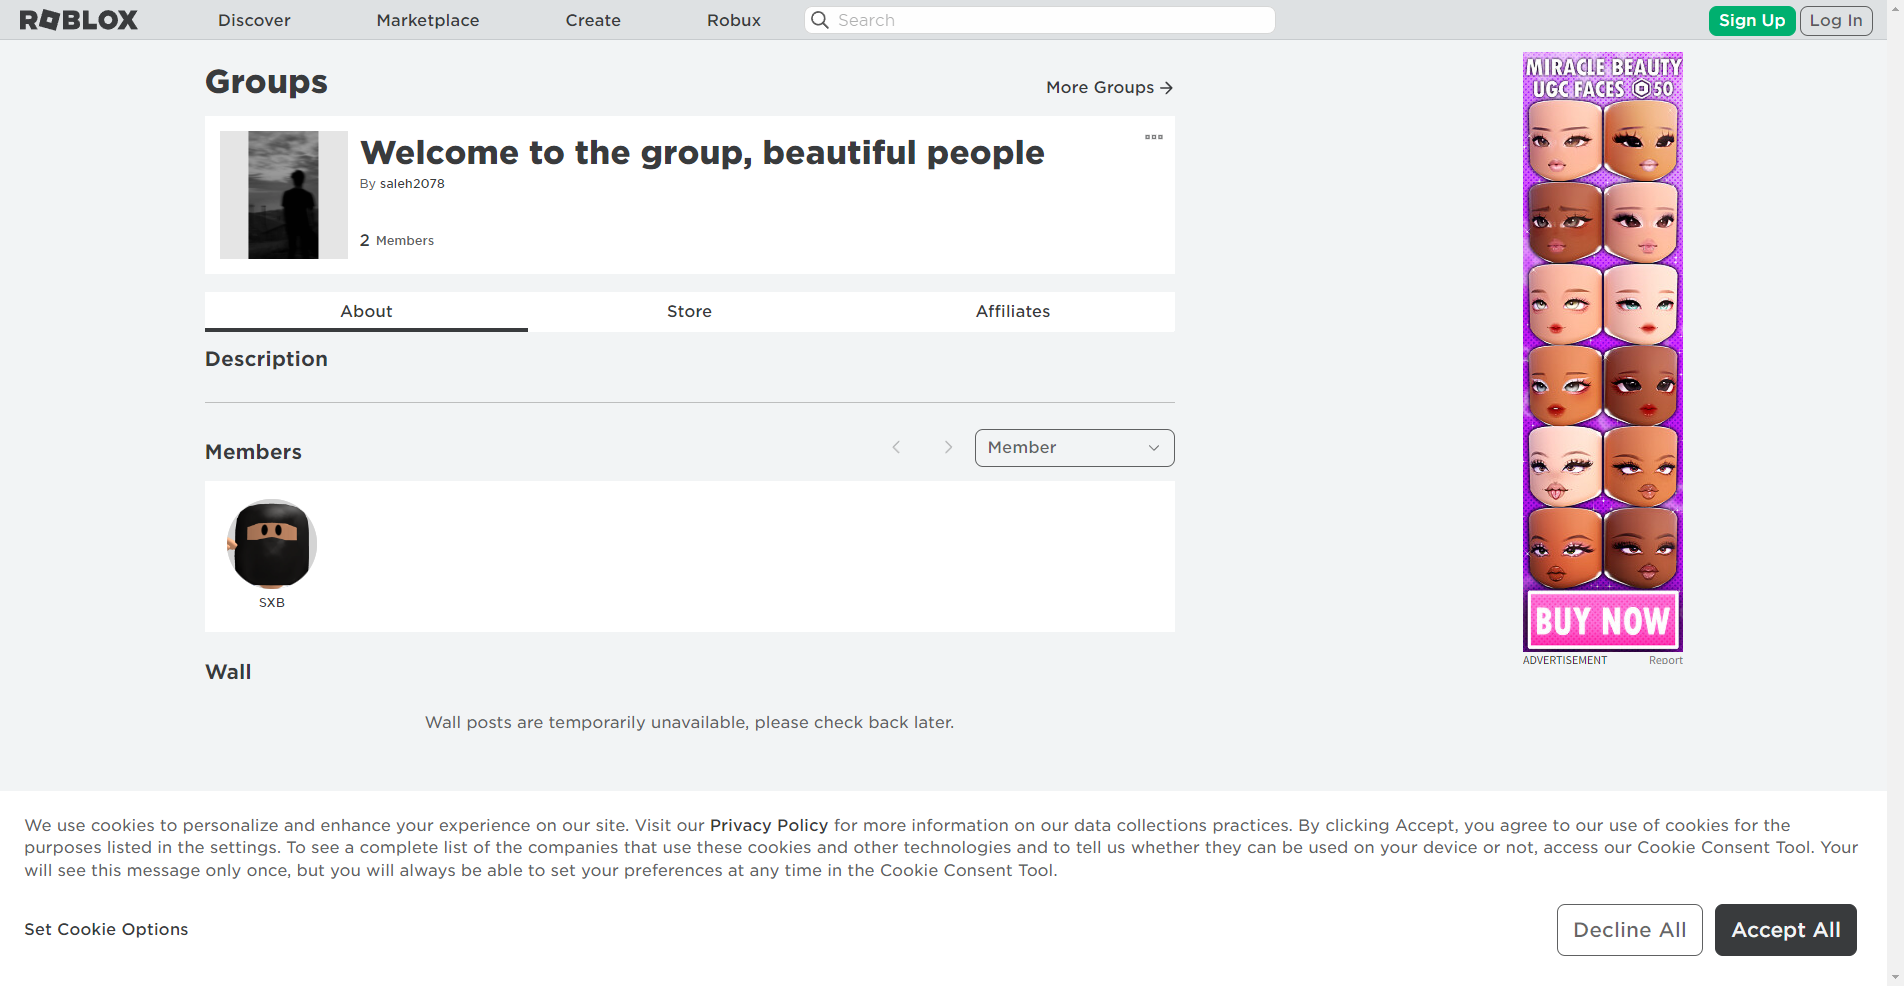 ROBLOX
Discover
Marketplace
Create
Robux
Search
Sign Up
Log In
Groups
More Groups
Welcome to the group, beautiful people
By saleh2078
2 Members
About
Store
Affiliates
Description
Members
Member
SXB
Wall
Wall posts are temporarily unavailable, please check back later.
MIRACLE BEAUTY
UGC FACES 50
BUY NOW
ADVERTISEMENT
Report
We use cookies to personalize and enhance your experience on our site. Visit our Privacy Policy for more information on our data collections practices. By clicking Accept, you agree to our use of cookies for the
purposes listed in the settings. To see a complete list of the companies that use these cookies and other technologies and to tell us whether they can be used on your device or not, access our Cookie Consent Tool. Your
will see this message only once, but you will always be able to set your preferences at any time in the Cookie Consent Tool.
Set Cookie Options
Decline All
Accept All